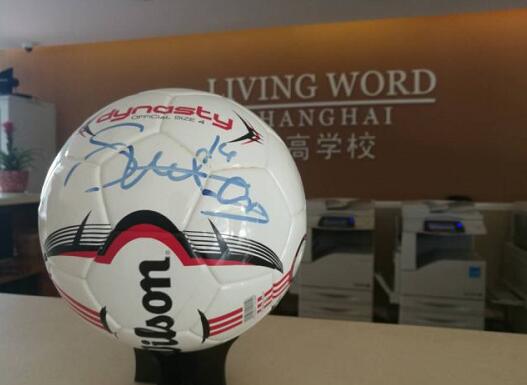 dynasty
OFFICIAL SIZE 4
Wilson
LIVING WORD
SHANGHAI
高学校